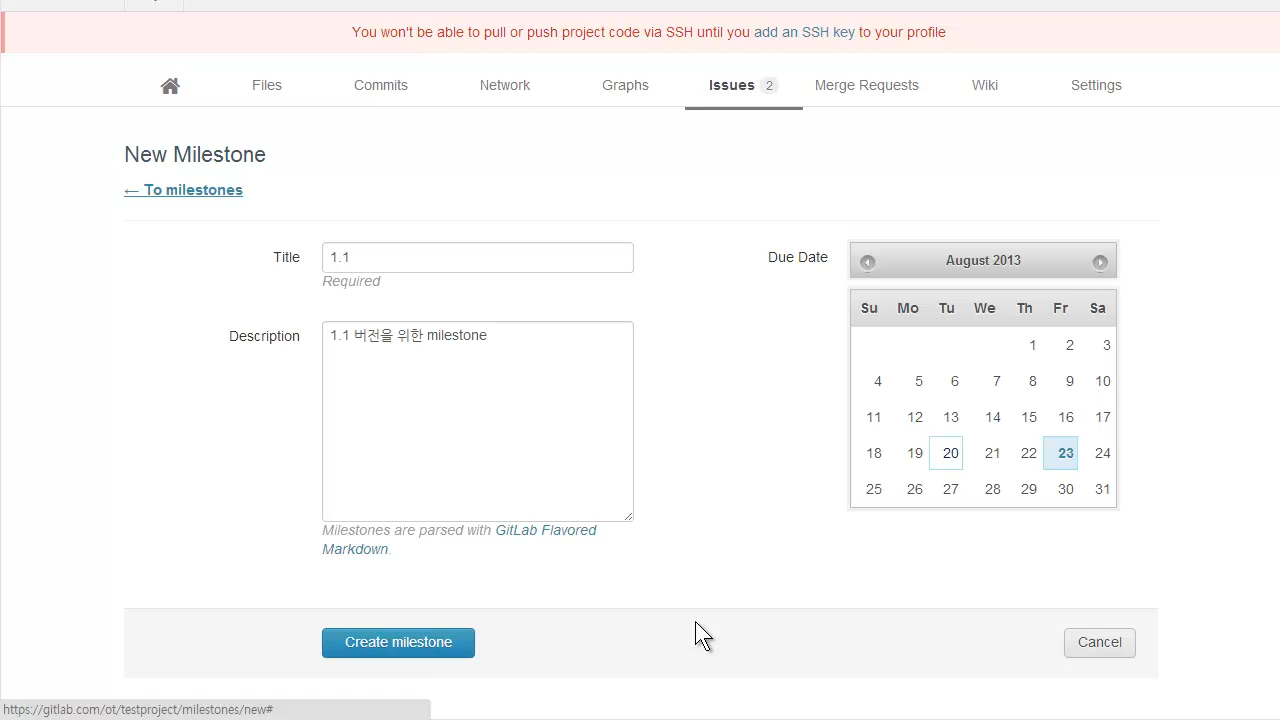 You won't be able to pull or push project code via SSH until you add an SSH key to your profile
Files Commits Network Graphs Issues 2 Merge Requests Wiki Settings
New Milestone
← To milestones
Title 1.1
Required
Description 1.1 버전을 위한 milestone
Milestones are parsed with GitLab Flavored
Markdown.
Due Date August 2013
Su Mo Tu We Th Fr Sa
1 2 3
4 5 6 7 8 9 10
11 12 13 14 15 16 17
18 19 20 21 22 23 24
25 26 27 28 29 30 31
Create milestone Cancel
https://gitlab.com/ot/testproject/milestones/new#